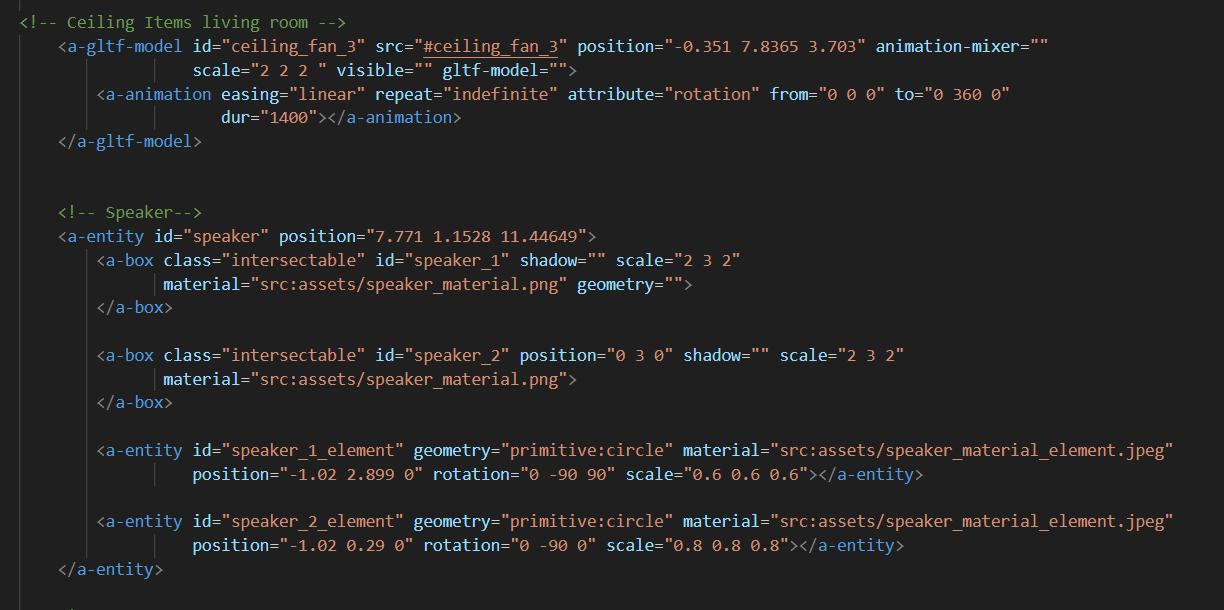 <!-- Ceiling Items living room -->
<a-gltf-model id="ceiling_fan_3" src="#ceiling_fan_3" position="-0.351 7.8365 3.703" animation-mixer=""
scale="2 2 2 " visible="" gltf-model="">
<a-animation easing="linear" repeat="indefinite" attribute="rotation" from="0 0 0" to="0 360 0"
dur="1400"></a-animation>
</a-gltf-model>
<!-- Speaker-->
<a-entity id="speaker" position="7.771 1.1528 11.44649">
<a-box class="intersectable" id="speaker_1" shadow="" scale="2 3 2"
material="src:assets/speaker_material.png" geometry="">
</a-box>
<a-box class="intersectable" id="speaker_2" position="0 3 0" shadow="" scale="2 3 2"
material="src:assets/speaker_material.png">
</a-box>
<a-entity id="speaker_1_element" geometry="primitive:circle" material="src:assets/speaker_material_element.jpeg"
position="-1.02 2.899 0" rotation="0 -90 90" scale="0.6 0.6 0.6"></a-entity>
<a-entity id="speaker_2_element" geometry="primitive:circle" material="src:assets/speaker_material_element.jpeg"
position="-1.02 0.29 0" rotation="0 -90 0" scale="0.8 0.8 0.8"></a-entity>
</a-entity>